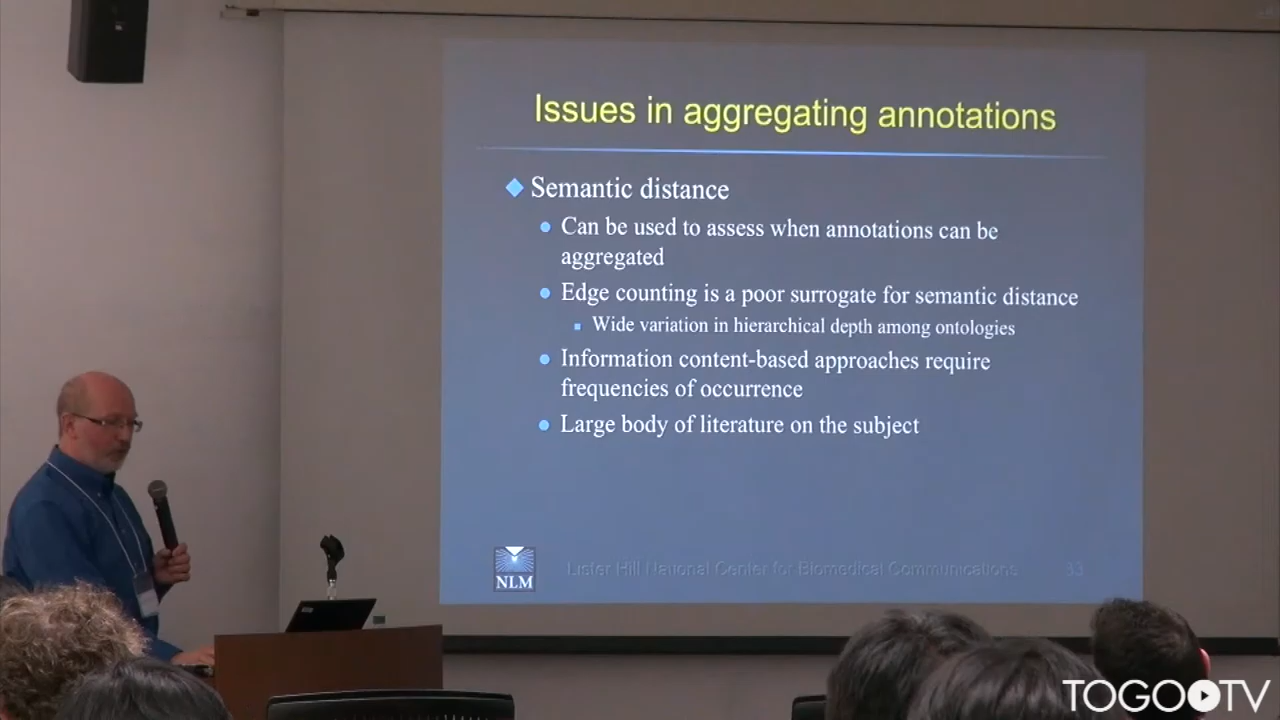 Issues in aggregating annotations
Semantic distance
Can be used to assess when annotations can be
aggregated
Edge counting is a poor surrogate for semantic distance
Wide variation in hierarchical depth among ontologies
Information content-based approaches require
frequencies of occurrence
Large body of literature on the subject
NLM
Lister Hill National Center for Biomedical Communications
TOGO TV